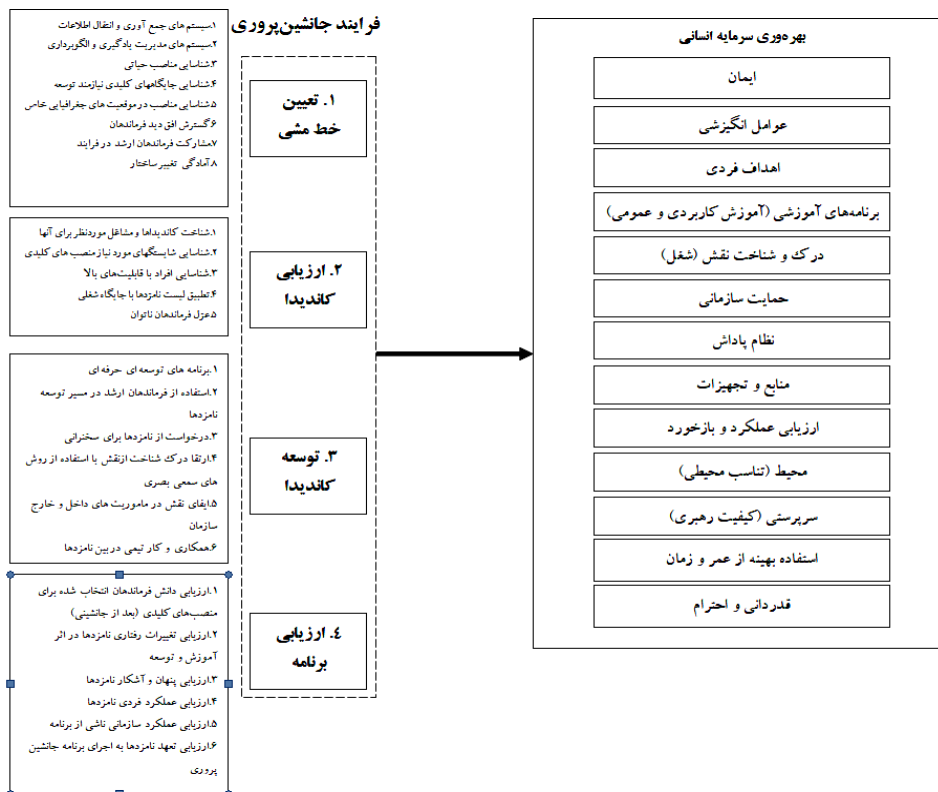 فرایند جانشین‌پروری
۱.سیستم های جمع آوری و انتقال اطلاعات
۲.سیستم های مدیریت یادگیری و الگوبرداری
۳.شناسایی مناصب حیاتی
۴.شناسایی جایگاههای کلیدی نیازمند توسعه
۵.شناسایی مناصب در موقعیت های جغرافیایی خاص
۶.گسترش افق دید فرماندهان
۷.مشارکت فرماندهان ارشد در فرایند
۸.آمادگی تغییر ساختار
۱. تعیین
خط مشی
۱.شناخت کاندیداها و مشاغل موردنظر برای آنها
۲.شناسایی شایستگیهای مورد نیاز منصب های کلیدی
۳.شناسایی افراد با قابلیت‌های بالا
۴.تطبیق لیست نامزدها با جایگاه شغلی
۵.عزل فرماندهان ناتوان
۲. ارزیابی
کاندیدا
۱.برنامه های توسعه ای حرفه ای
۲.استفاده از فرماندهان ارشد در مسیر توسعه
نامزدها
۳.درخواست از نامزدها برای سخنرانی
۴.ارتقا درک شناخت ازنقش با استفاده از روش
های سمعی بصری
۵.ایفای نقش در ماموریت های داخل و خارج
سازمان
۶.همکاری و کار تیمی دربین نامزدها
۳. توسعه
کاندیدا
۱.ارزیابی دانش فرماندهان انتخاب شده برای
منصب‌های کلیدی (بعد از جانشینی)
۲.ارزیابی تغییرات رفتاری نامزدها در اثر
آموزش و توسعه
۳.ارزیابی پنهان و آشکار نامزدها
۴.ارزیابی عملکرد فردی نامزدها
۵.ارزیابی عملکرد سازمانی ناشی از برنامه
۶.ارزیابی تعهد نامزدها به اجرای برنامه جانشین
پروری
۴. ارزیابی
برنامه
بهره‌وری سرمایه انسانی
ایمان
عوامل انگیزشی
اهداف فردی
برنامه‌های آموزشی (آموزش کاربردی و عمومی)
درک و شناخت نقش (شغل)
حمایت سازمانی
نظام پاداش
منابع و تجهیزات
ارزیابی عملکرد و بازخورد
محیط (تناسب محیطی)
سرپرستی (کیفیت رهبری)
استفاده بهینه از عمر و زمان
قدردانی و احترام